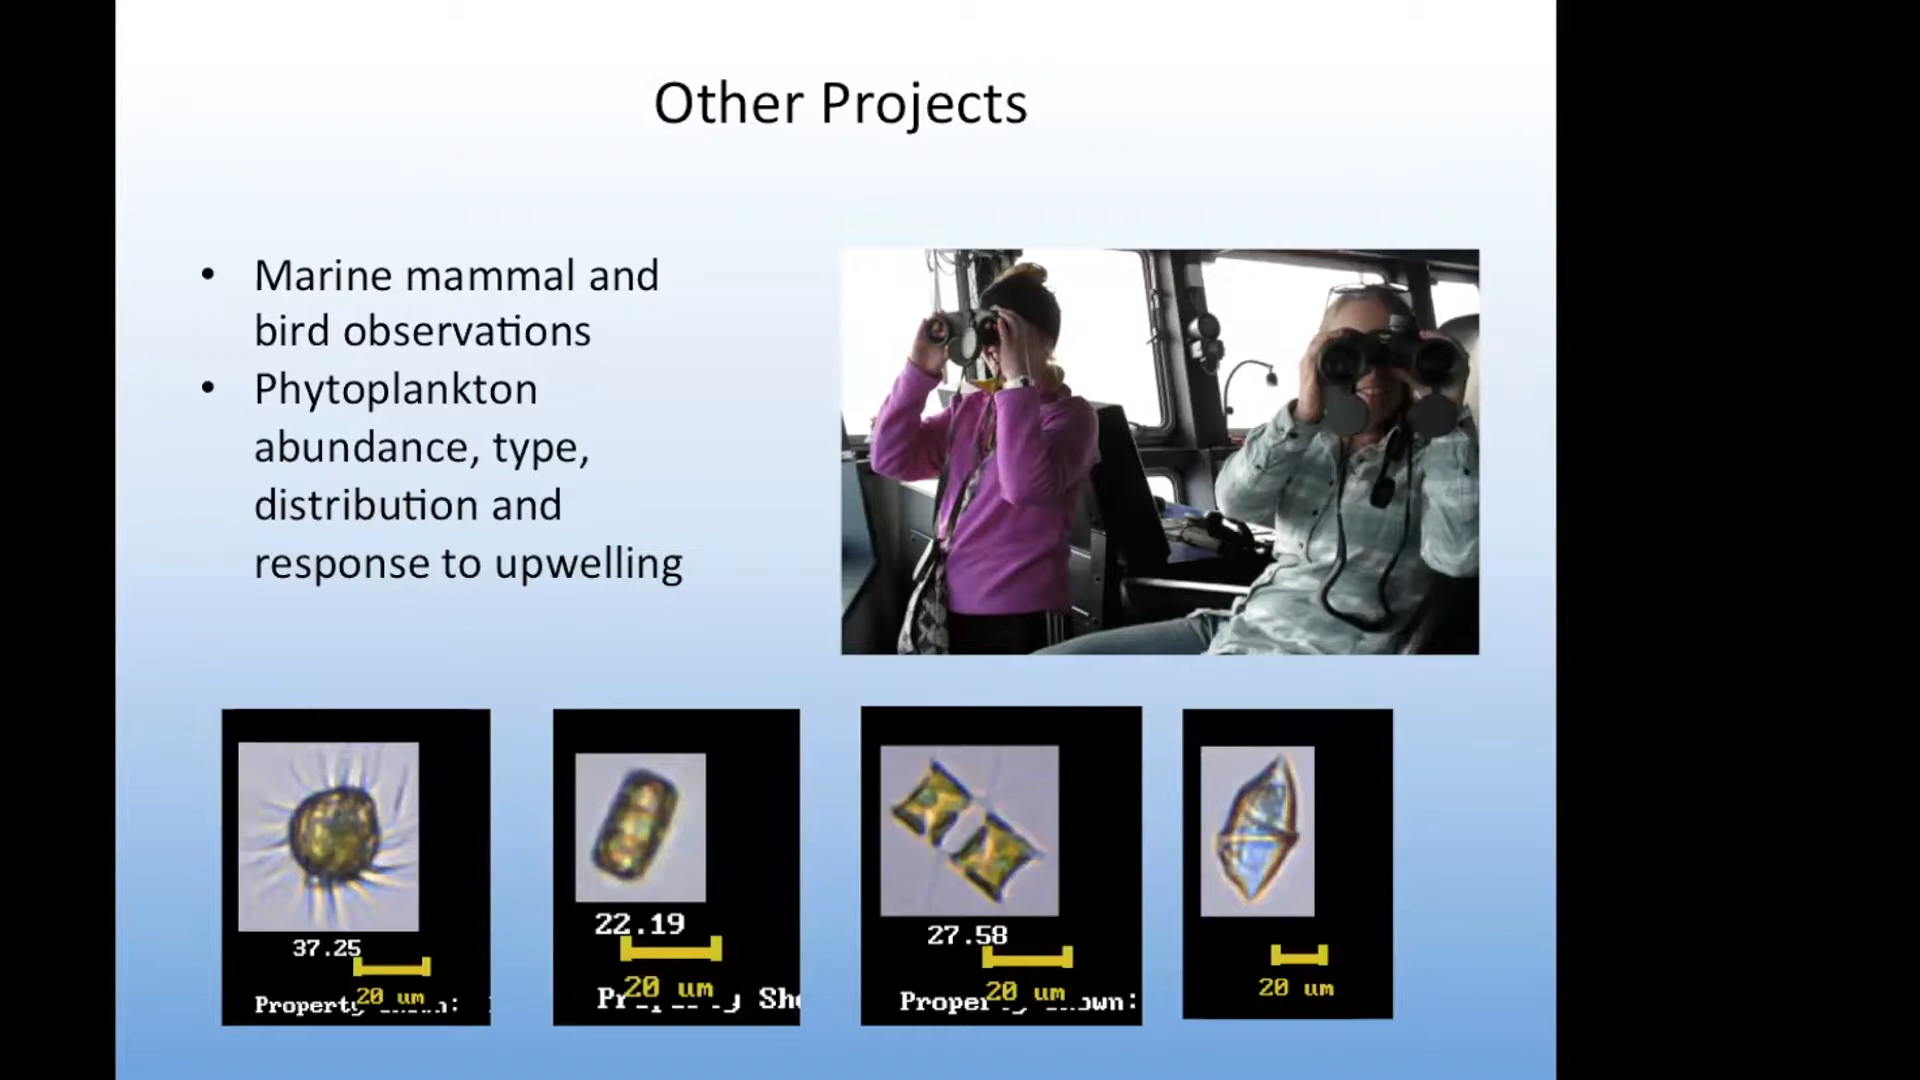 Other Projects
• Marine mammal and
bird observations
• Phytoplankton
abundance, type,
distribution and
response to upwelling
37.25
20 um
Property
22.19
20 um
27.58
20 um
20 um